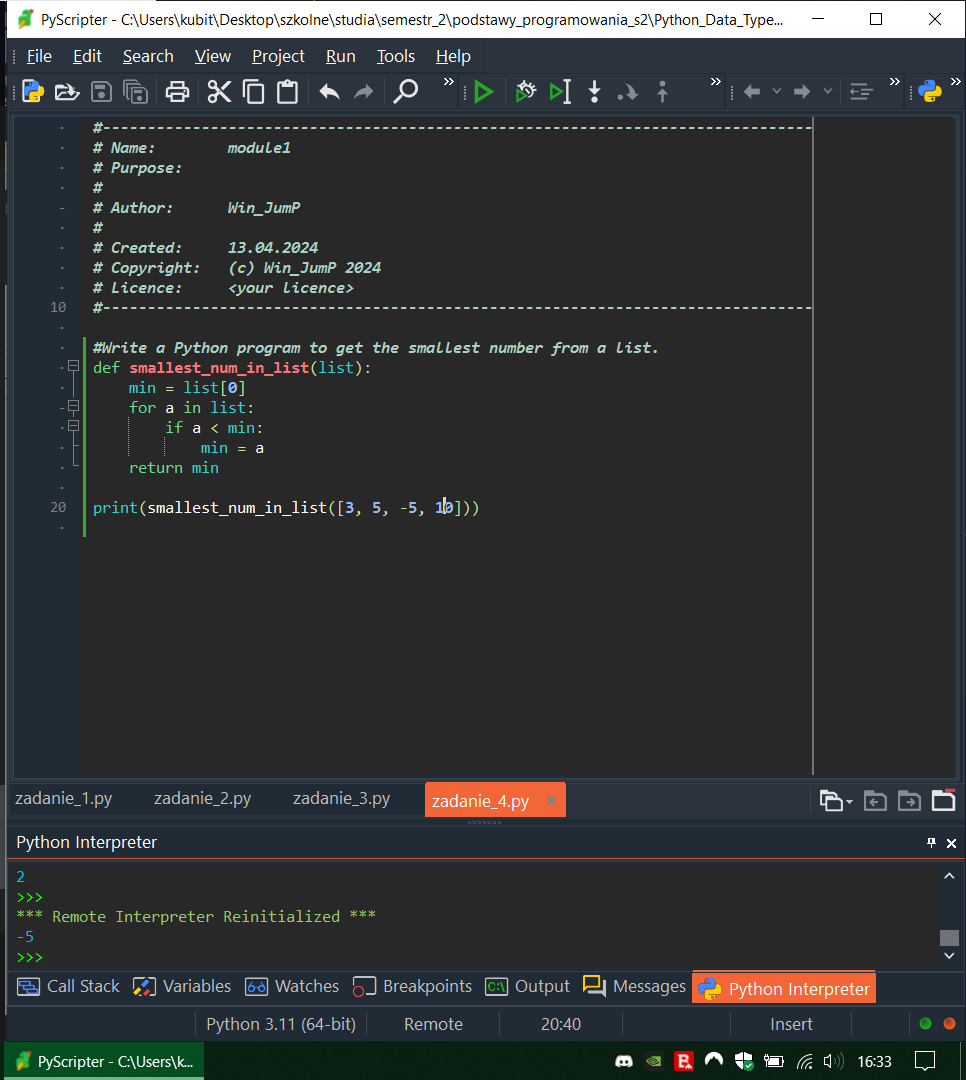 PyScripter - C:\Users\kubit\Desktop\szkolne\studia\semestr_2\podstawy_programowania_s2\Python_Data_Type...
File Edit Search View Project Run Tools Help
#-------------------------------------------------------------------------------
# Name:        module1
# Purpose:
#
# Author:      Win_JumP
#
# Created:     13.04.2024
# Copyright:   (c) Win_JumP 2024
# Licence:     <your licence>
10 #-------------------------------------------------------------------------------
#Write a Python program to get the smallest number from a list.
def smallest_num_in_list(list):
    min = list[0]
    for a in list:
        if a < min:
            min = a
    return min
20 print(smallest_num_in_list([3, 5, -5, 10]))
zadanie_1.py zadanie_2.py zadanie_3.py zadanie_4.py
Python Interpreter
2
>>>
*** Remote Interpreter Reinitialized ***
-5
>>>
Call Stack Variables Watches Breakpoints Output Messages Python Interpreter
Python 3.11 (64-bit) Remote 20:40 Insert
PyScripter - C:\Users\k... 16:33